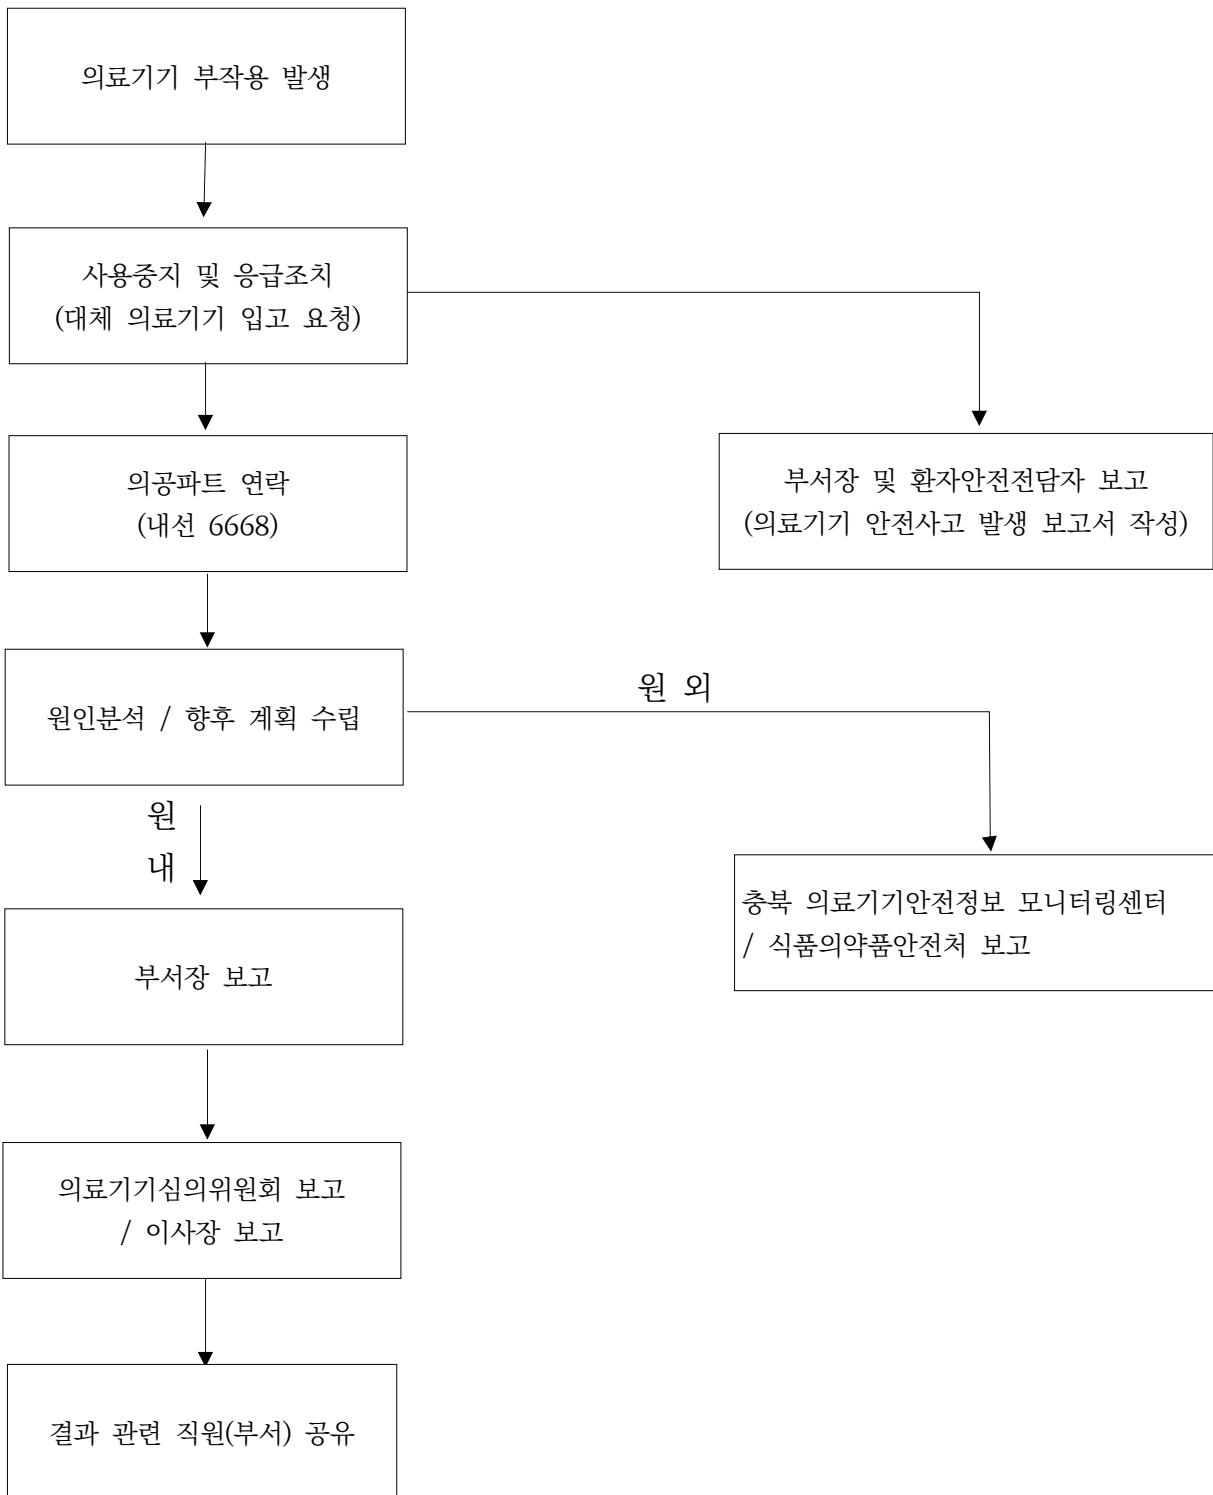 의료기기 부작용 발생
사용중지 및 응급조치
(대체 의료기기 입고 요청)
의공파트 연락
(내선 6668)
부서장 및 환자안전전담자 보고
(의료기기 안전사고 발생 보고서 작성)
원인분석 / 향후 계획 수립
원 외
원
내
충북 의료기기안전정보 모니터링센터
/ 식품의약품안전처 보고
부서장 보고
의료기기심의위원회 보고
/ 이사장 보고
결과 관련 직원(부서) 공유